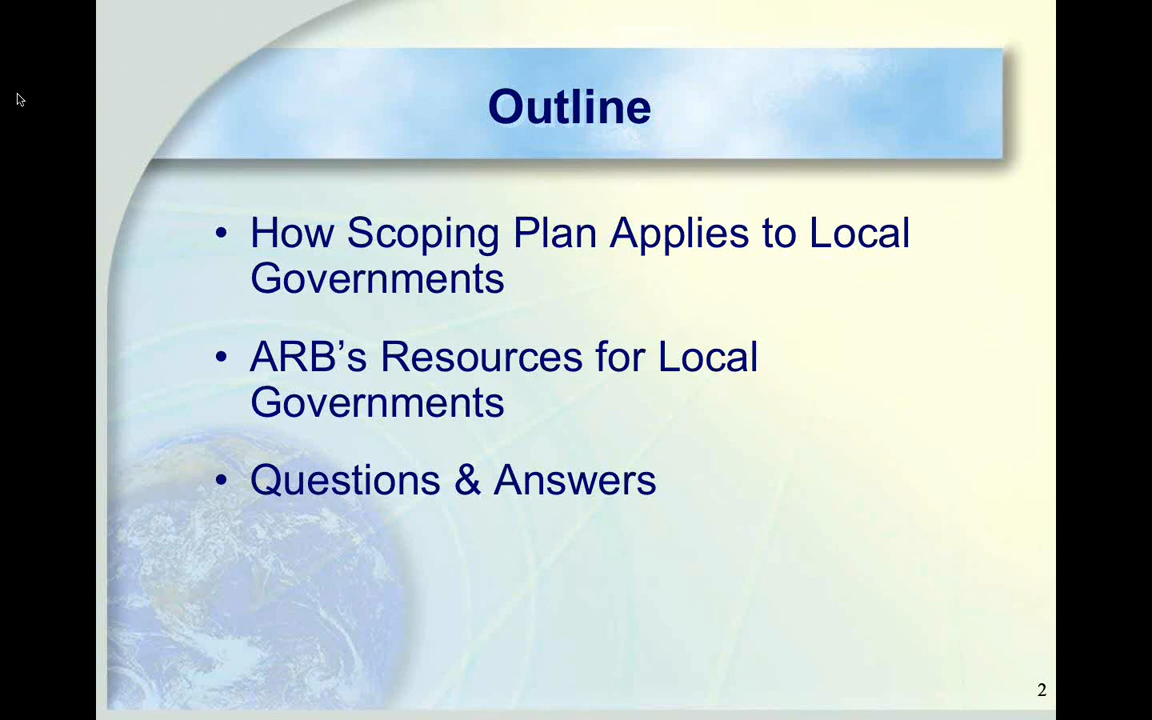 Outline
• How Scoping Plan Applies to Local
Governments
• ARB’s Resources for Local
Governments
• Questions & Answers
2